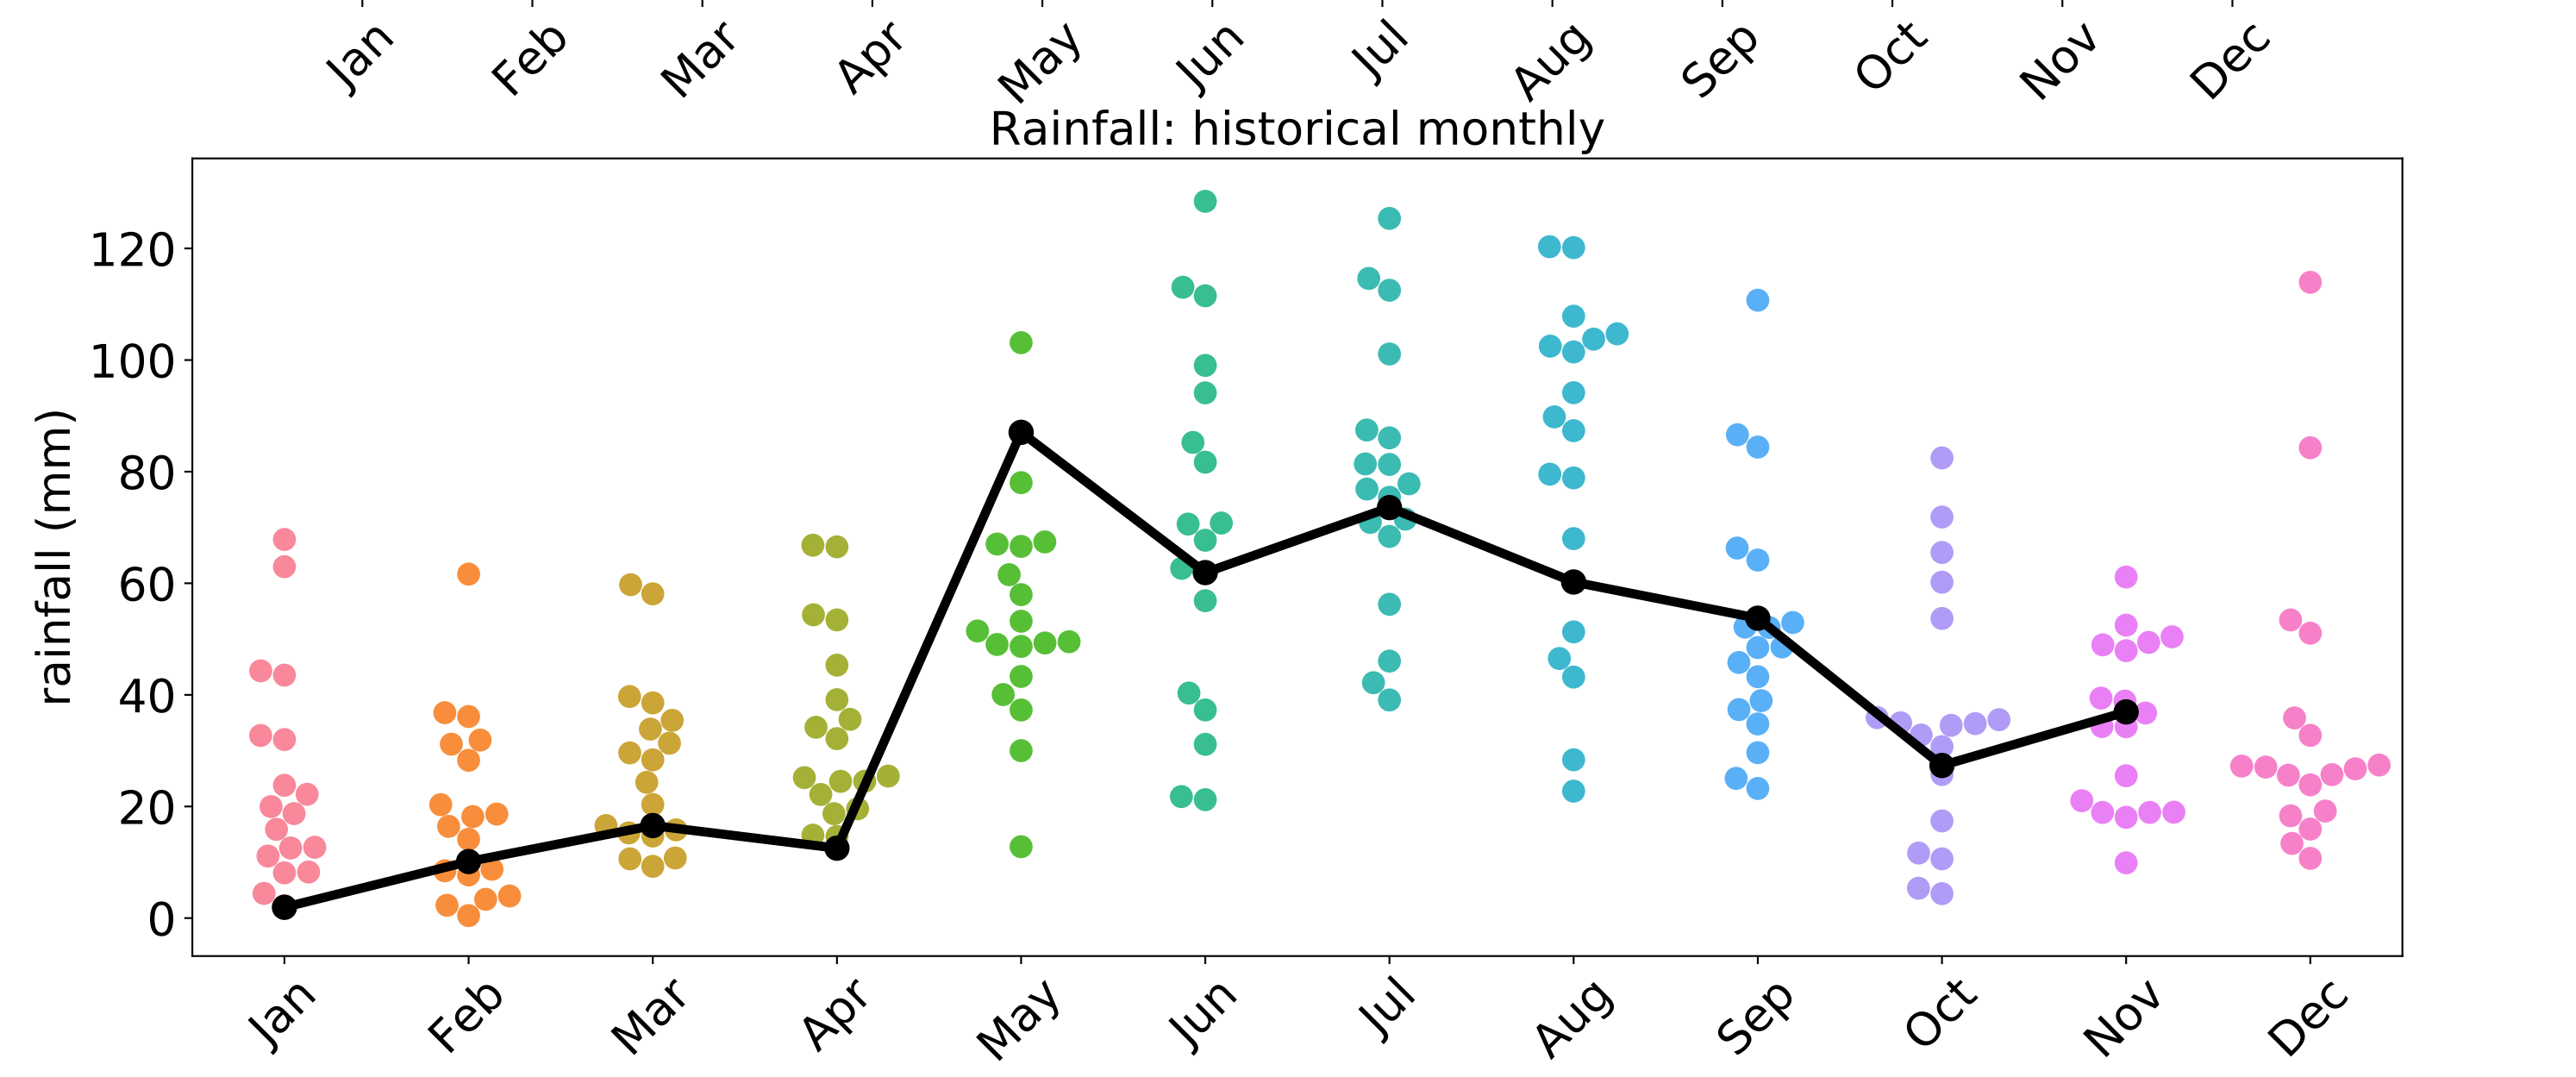 Jan Feb Mar Apr May Jun Jul Aug Sep Oct Nov Dec
Rainfall: historical monthly
rainfall (mm)
120
100
80
60
40
20
0
Jan Feb Mar Apr May Jun Jul Aug Sep Oct Nov Dec